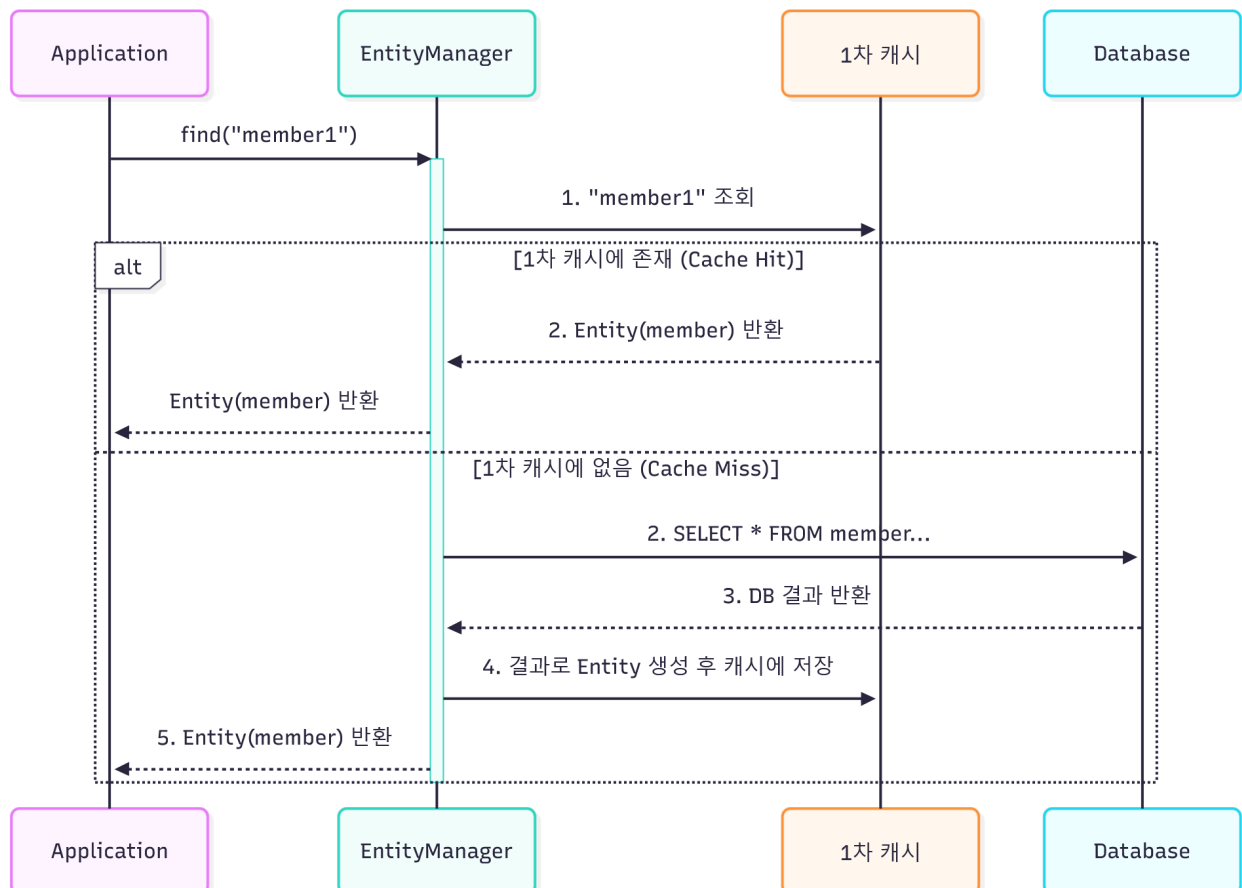 Application
EntityManager
1차 캐시
Database
find("member1")
1. "member1" 조회
alt
[1차 캐시에 존재 (Cache Hit)]
2. Entity(member) 반환
Entity(member) 반환
[1차 캐시에 없음 (Cache Miss)]
2. SELECT * FROM member...
3. DB 결과 반환
4. 결과로 Entity 생성 후 캐시에 저장
5. Entity(member) 반환
Application
EntityManager
1차 캐시
Database